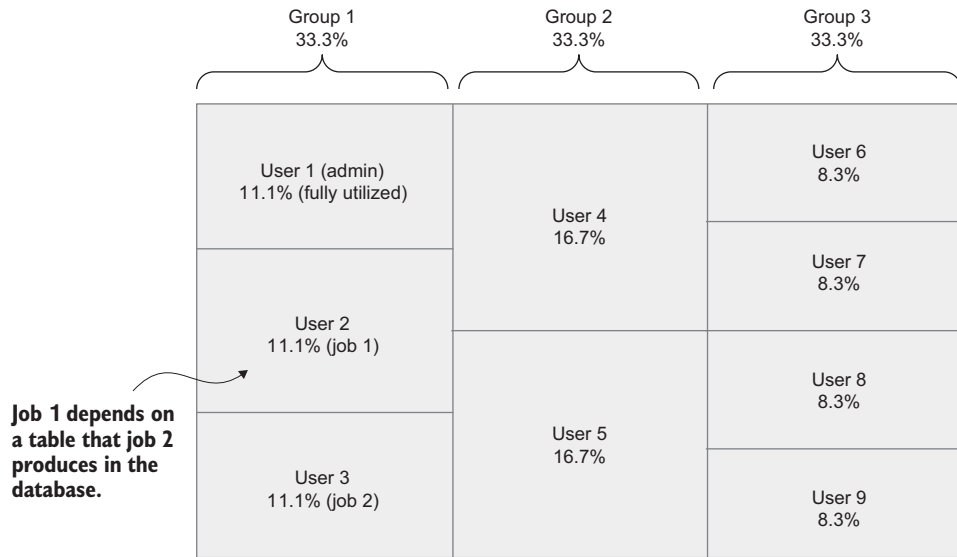 Group 1
33.3%
Group 2
33.3%
Group 3
33.3%
User 1 (admin)
11.1% (fully utilized)
User 2
11.1% (job 1)
User 3
11.1% (job 2)
User 4
16.7%
User 5
16.7%
User 6
8.3%
User 7
8.3%
User 8
8.3%
User 9
8.3%
Job 1 depends on
a table that job 2
produces in the
database.